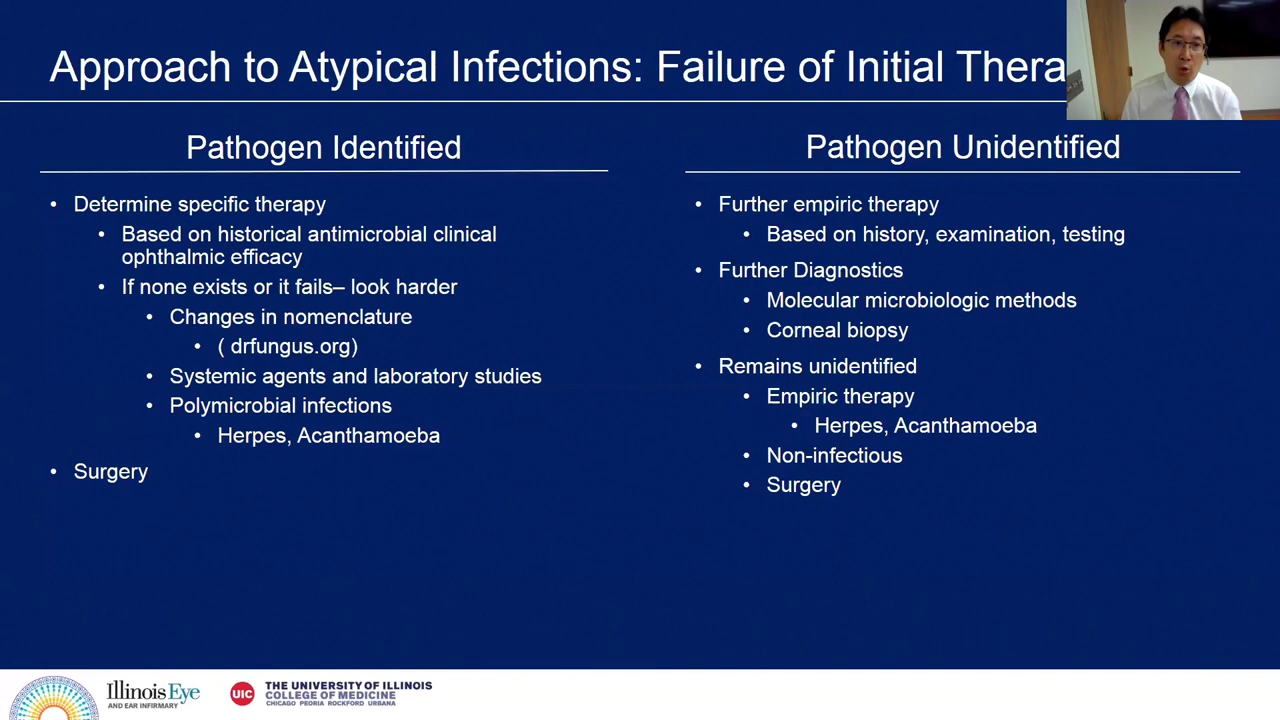 Approach to Atypical Infections: Failure of Initial Thera
Pathogen Identified
• Determine specific therapy
• Based on historical antimicrobial clinical
ophthalmic efficacy
• If none exists or it fails– look harder
• Changes in nomenclature
• ( drfungus.org)
• Systemic agents and laboratory studies
• Polymicrobial infections
• Herpes, Acanthamoeba
• Surgery
Pathogen Unidentified
• Further empiric therapy
• Based on history, examination, testing
• Further Diagnostics
• Molecular microbiologic methods
• Corneal biopsy
• Remains unidentified
• Empiric therapy
• Herpes, Acanthamoeba
• Non-infectious
• Surgery
Illinois Eye
AND EAR INFIRMARY
UIC
THE UNIVERSITY OF ILLINOIS
COLLEGE OF MEDICINE
CHICAGO PEORIA ROCKFORD URBANA